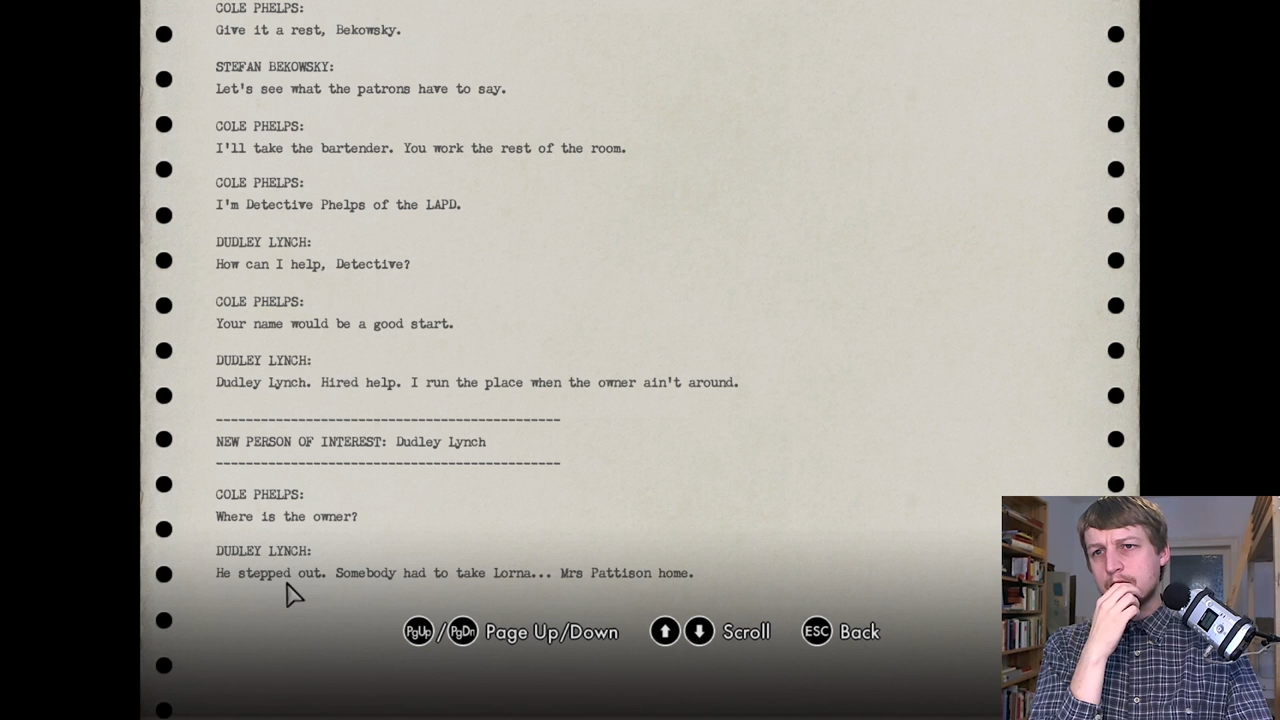 COLE PHELPS:
Give it a rest, Bekowsky.
STEFAN BEKOWSKY:
Let's see what the patrons have to say.
COLE PHELPS:
I'll take the bartender. You work the rest of the room.
COLE PHELPS:
I'm Detective Phelps of the LAPD.
DUDLEY LYNCH:
How can I help, Detective?
COLE PHELPS:
Your name would be a good start.
DUDLEY LYNCH:
Dudley Lynch. Hired help. I run the place when the owner ain't around.
----------------------------------------------
NEW PERSON OF INTEREST: Dudley Lynch
----------------------------------------------
COLE PHELPS:
Where is the owner?
DUDLEY LYNCH:
He stepped out. Somebody had to take Lorna... Mrs Pattison home.
PgUp/PgDn Page Up/Down ↑ ↓ Scroll ESC Back